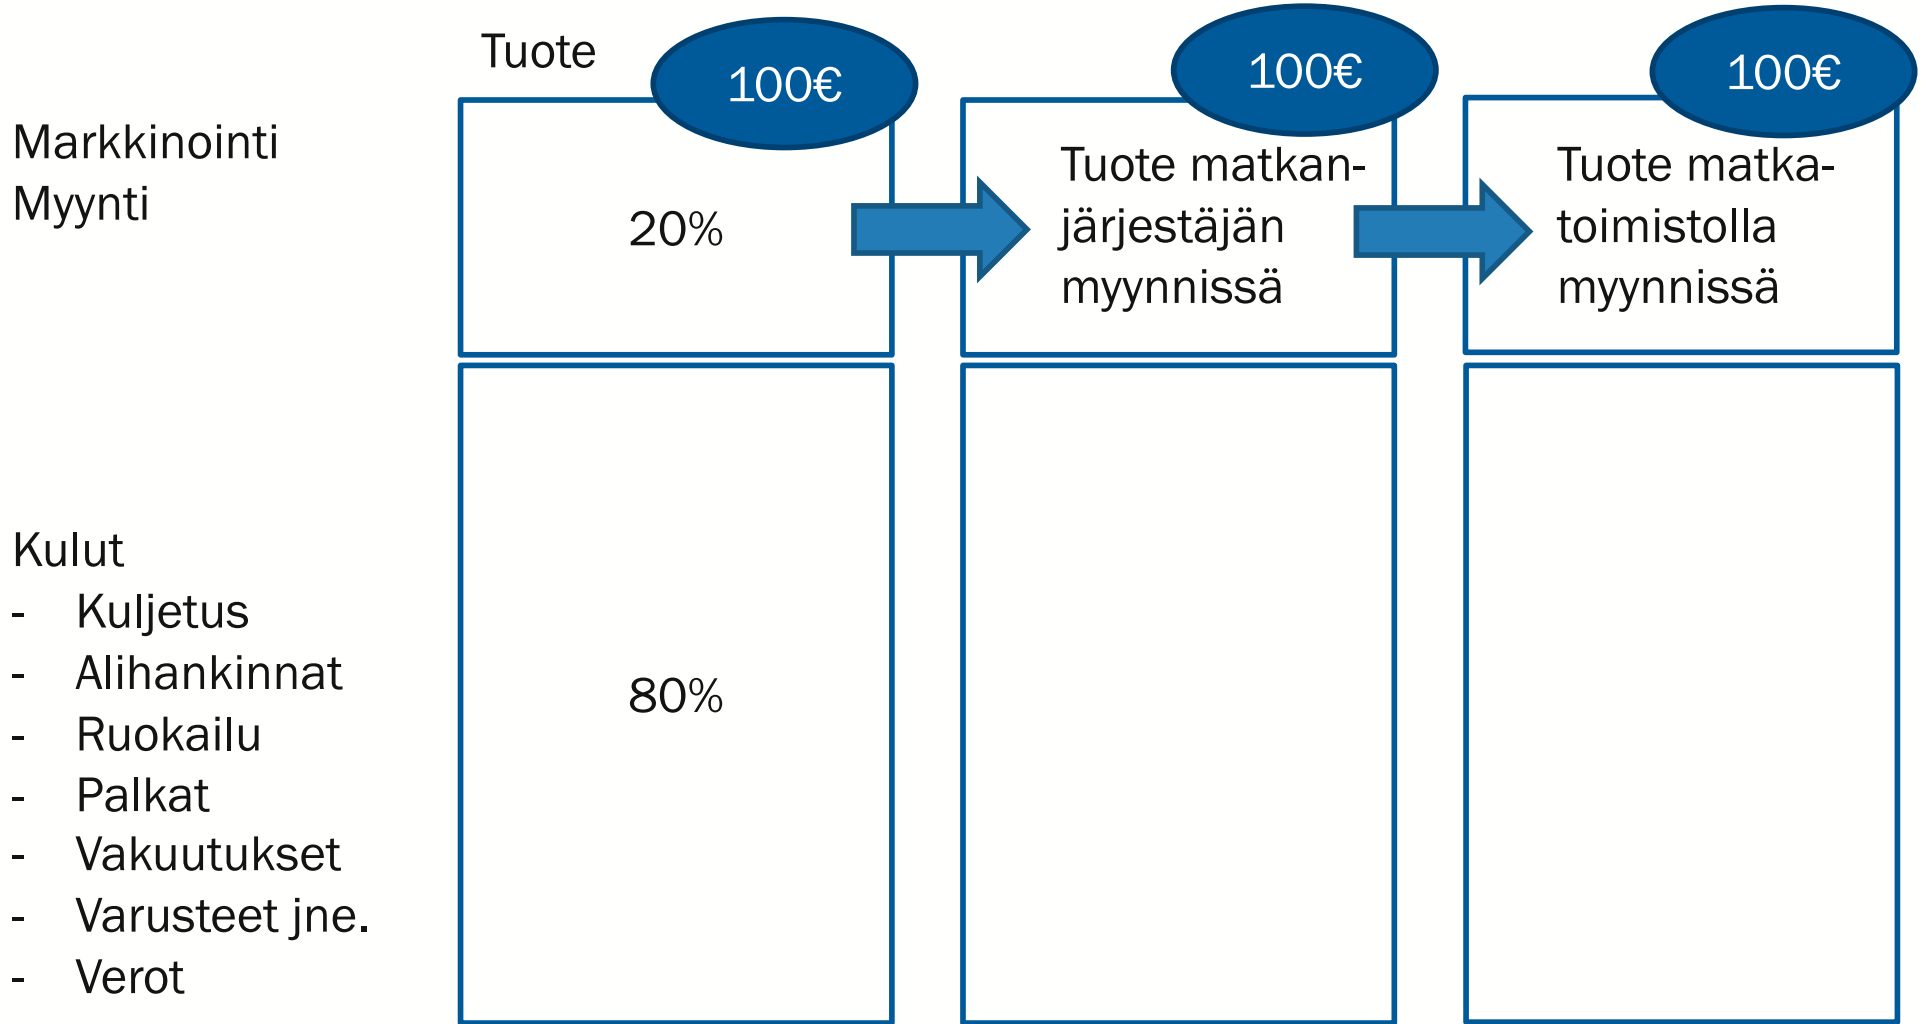 Tuote
100€
100€
100€
Markkinointi
Myynti
20%
Tuote matkan-
järjestäjän
myynnissä
Tuote matka-
toimistolla
myynnissä
Kulut
- Kuljetus
- Alihankinnat
- Ruokailu
- Palkat
- Vakuutukset
- Varusteet jne.
- Verot
80%